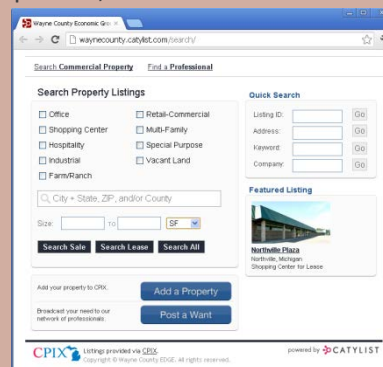 Wayne County Economic Gro
waynecounty.catylist.com/search/
Search Commercial Property Find a Professional
Search Property Listings
Office Retail-Commercial
Shopping Center Multi-Family
Hospitality Special Purpose
Industrial Vacant Land
Farm/Ranch
City + State, ZIP, and/or County
Size: TO SF
Search Sale Search Lease Search All
Add your property to CPIX.
Add a Property
Broadcast your need to our
network of professionals.
Post a Want
Quick Search
Listing ID: Go
Address: Go
Keyword: Go
Company: Go
Featured Listing
Northville Plaza
Northville, Michigan
Shopping Center for Lease
CPIX Listings provided via CPIX.
Copyright © Wayne County EDGE. All rights reserved.
powered by CATYLIST